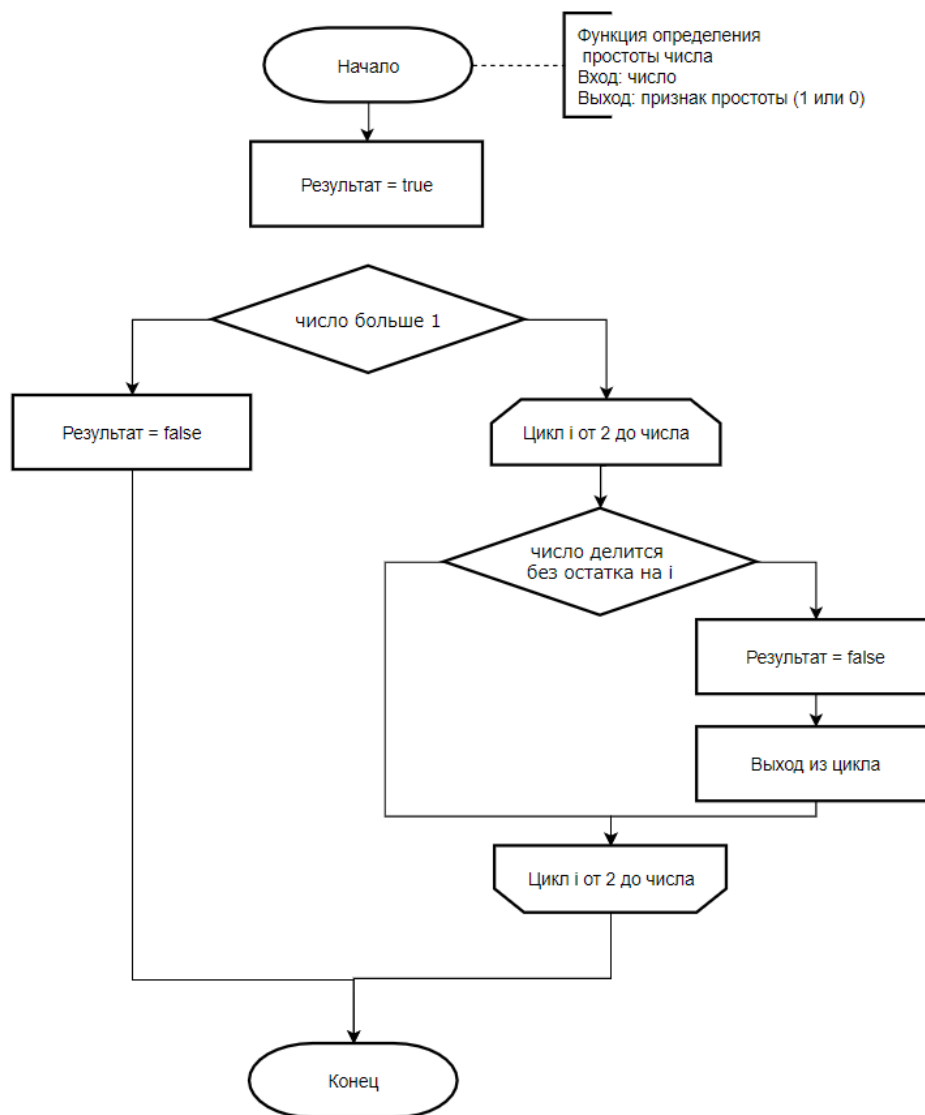 Начало
Функция определения
простоты числа
Вход: число
Выход: признак простоты (1 или 0)
Результат = true
число больше 1
Результат = false
Цикл i от 2 до числа
число делится
без остатка на i
Результат = false
Выход из цикла
Цикл i от 2 до числа
Конец